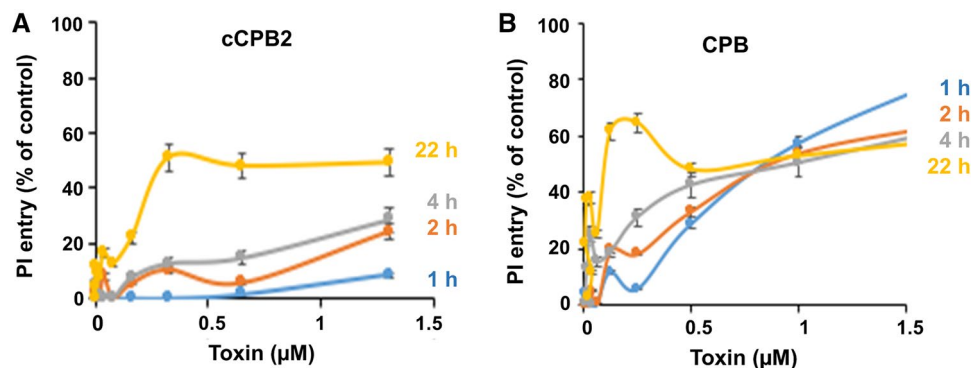 A
cCPB2
PI entry (% of control)
100
80
60
40
20
0
0
0.5
1
1.5
Toxin (µM)
22 h
4 h
2 h
1 h
B
CPB
PI entry (% of control)
100
80
60
40
20
0
0
0.5
1
1.5
Toxin (µM)
1 h
2 h
4 h
22 h